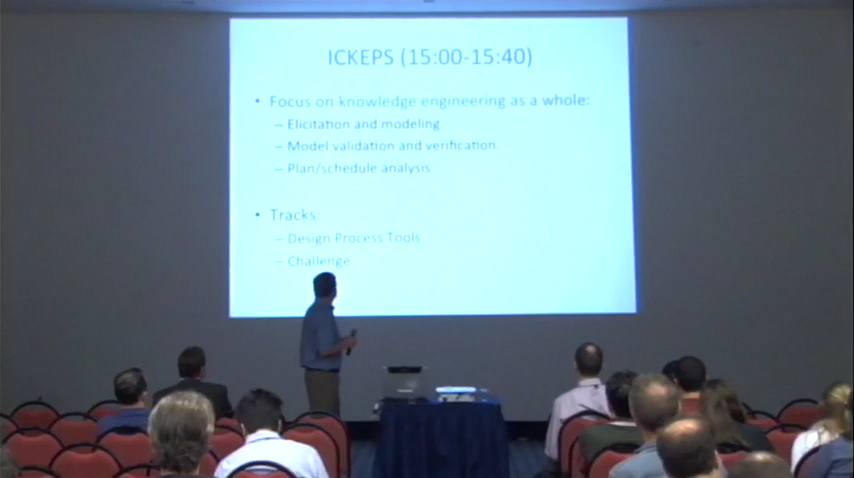 ICKEPS (15:00-15:40)
• Focus on knowledge engineering as a whole:
– Elicitation and modeling
– Model validation and verification
– Plan/schedule analysis
• Tracks:
– Design Process Tools
– Challenge